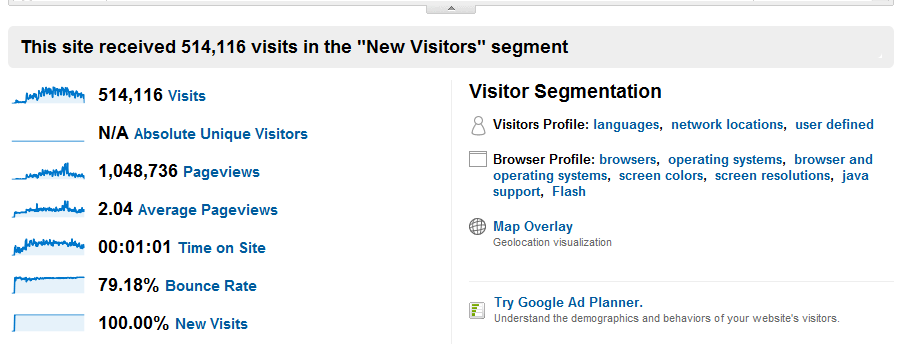 This site received 514,116 visits in the "New Visitors" segment
514,116 Visits
N/A Absolute Unique Visitors
1,048,736 Pageviews
2.04 Average Pageviews
00:01:01 Time on Site
79.18% Bounce Rate
100.00% New Visits
Visitor Segmentation
Visitors Profile: languages, network locations, user defined
Browser Profile: browsers, operating systems, browser and
operating systems, screen colors, screen resolutions, java
support, Flash
Map Overlay
Geolocation visualization
Try Google Ad Planner.
Understand the demographics and behaviors of your website's visitors.